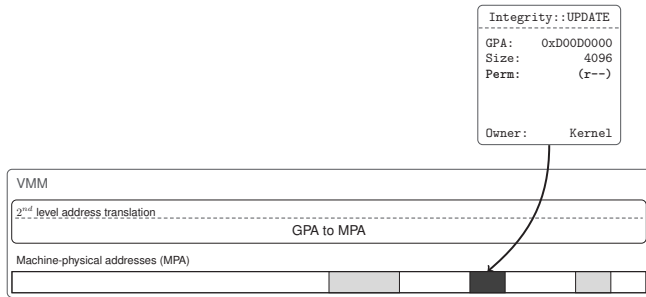 Integrity::UPDATE
GPA: 0xD00D0000
Size: 4096
Perm: (r--)
Owner: Kernel
VMM
2nd level address translation
GPA to MPA
Machine-physical addresses (MPA)